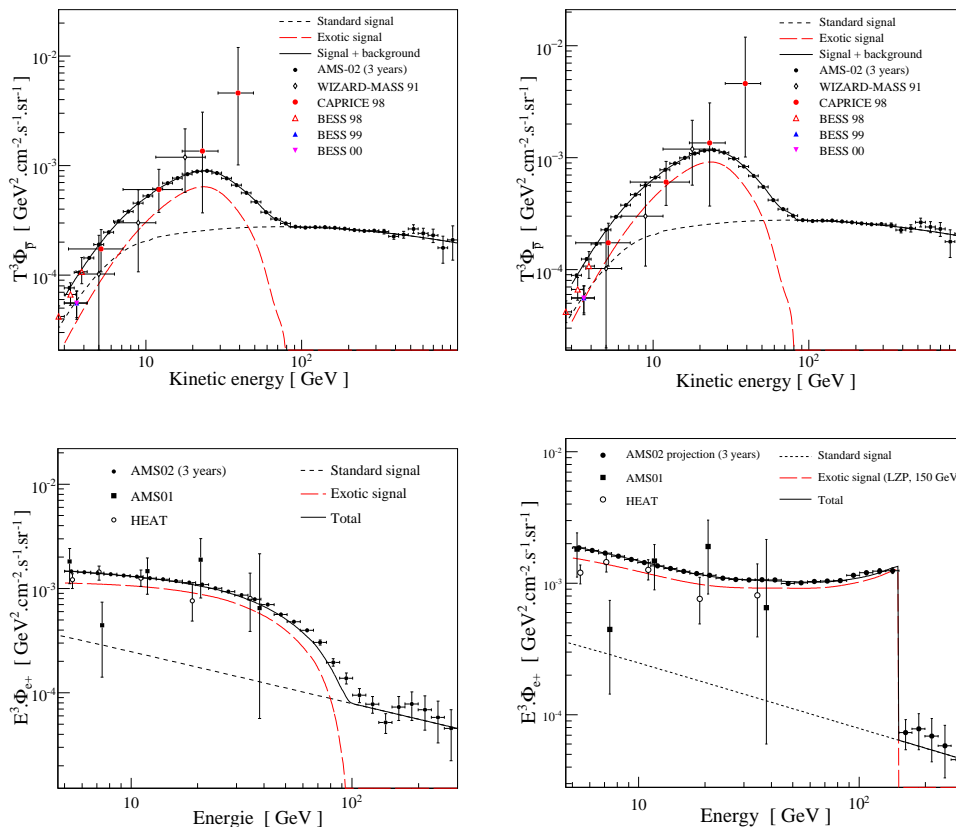 Standard signal
Exotic signal
Signal + background
AMS-02 (3 years)
WIZARD-MASS 91
CAPRICE 98
BESS 98
BESS 99
BESS 00
10⁻²
10⁻³
10⁻⁴
T³Φp̅ [ GeV².cm⁻².s⁻¹.sr⁻¹ ]
10
10²
Kinetic energy [ GeV ]
Standard signal
Exotic signal
Signal + background
AMS-02 (3 years)
WIZARD-MASS 91
CAPRICE 98
BESS 98
BESS 99
BESS 00
10⁻²
10⁻³
10⁻⁴
T³Φp̅ [ GeV².cm⁻².s⁻¹.sr⁻¹ ]
10
10²
Kinetic energy [ GeV ]
AMS02 (3 years)
AMS01
HEAT
Standard signal
Exotic signal
Total
10⁻²
10⁻³
10⁻⁴
E³.Φe+ [ GeV².cm⁻².s⁻¹.sr⁻¹ ]
10
10²
Energie [ GeV ]
AMS02 projection (3 years)
AMS01
HEAT
Standard signal
Exotic signal (LZP, 150 GeV
Total
10⁻²
10⁻³
10⁻⁴
E³.Φe+ [ GeV².cm⁻².s⁻¹.sr⁻¹ ]
10
10²
Energy [ GeV ]